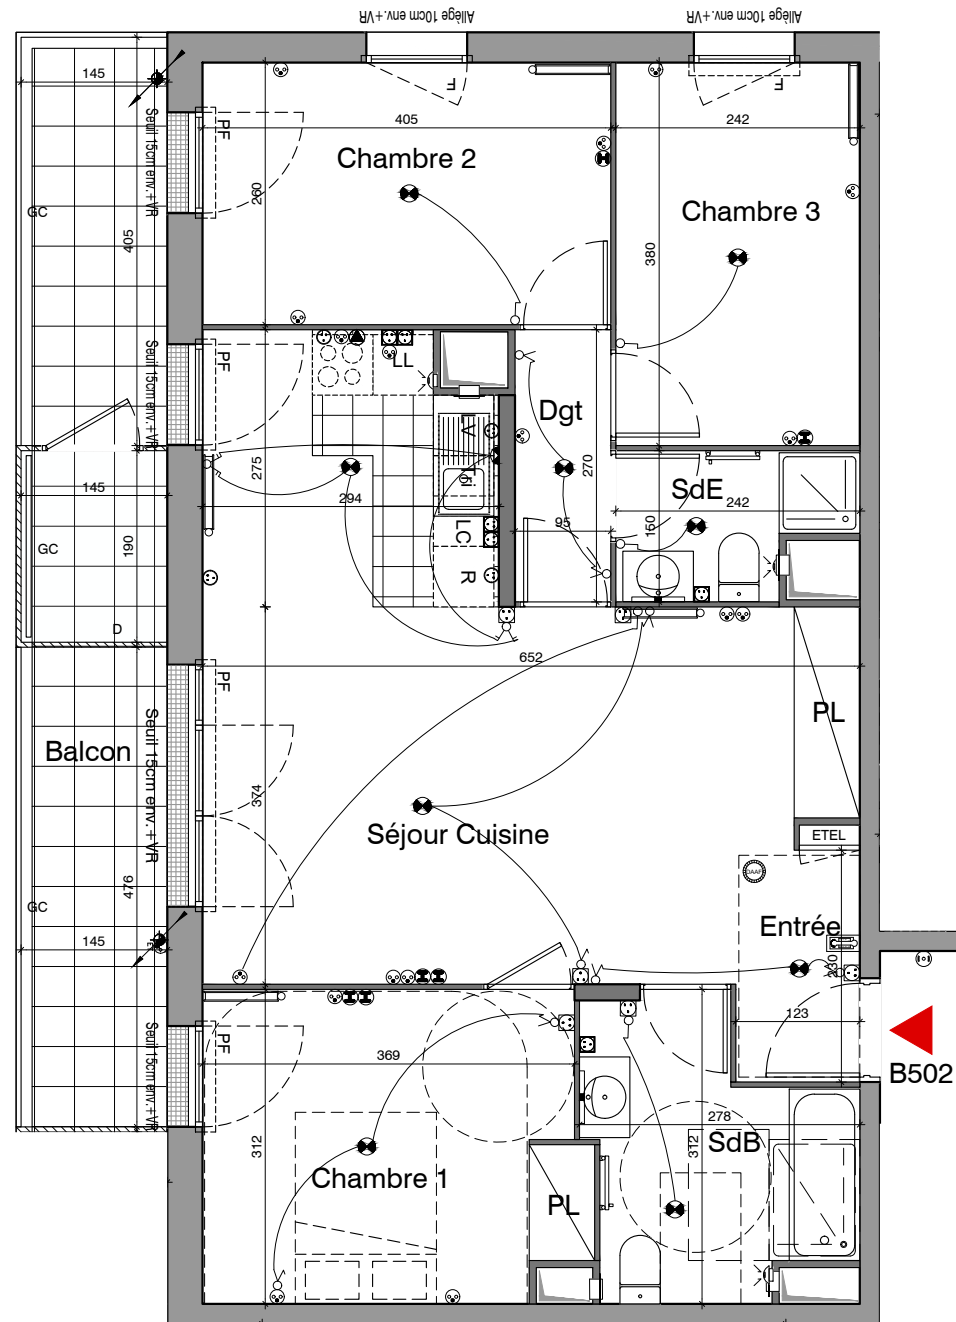 Allège 10cm env.+VR
Allège 10cm env.+VR
F
F
145
405
242
PF
Seuil 15cm env.+VR
Chambre 2
Chambre 3
260
380
GC
405
PF
Seuil 15cm env.+VR
LL
Dgt
LV
275
270
SdE
145
294
242
95
150
LC
GC
190
R
D
652
PF
Seuil 15cm env.+VR
PL
Balcon
374
Séjour Cuisine
ETEL
DAAF
476
GC
Entrée
145
230
123
PF
Seuil 15cm env.+VR
369
B502
278
312
312
SdB
Chambre 1
PL